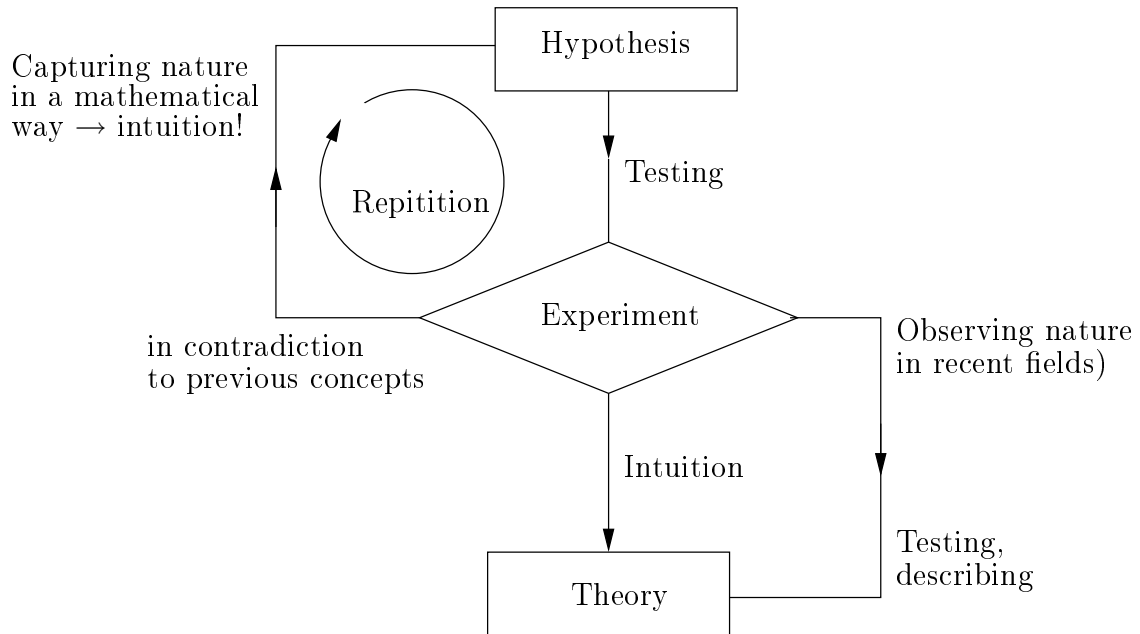 Hypothesis
Capturing nature
in a mathematical
way → intuition!
Testing
Repitition
Experiment
in contradiction
to previous concepts
Observing nature
in recent fields)
Intuition
Testing,
describing
Theory